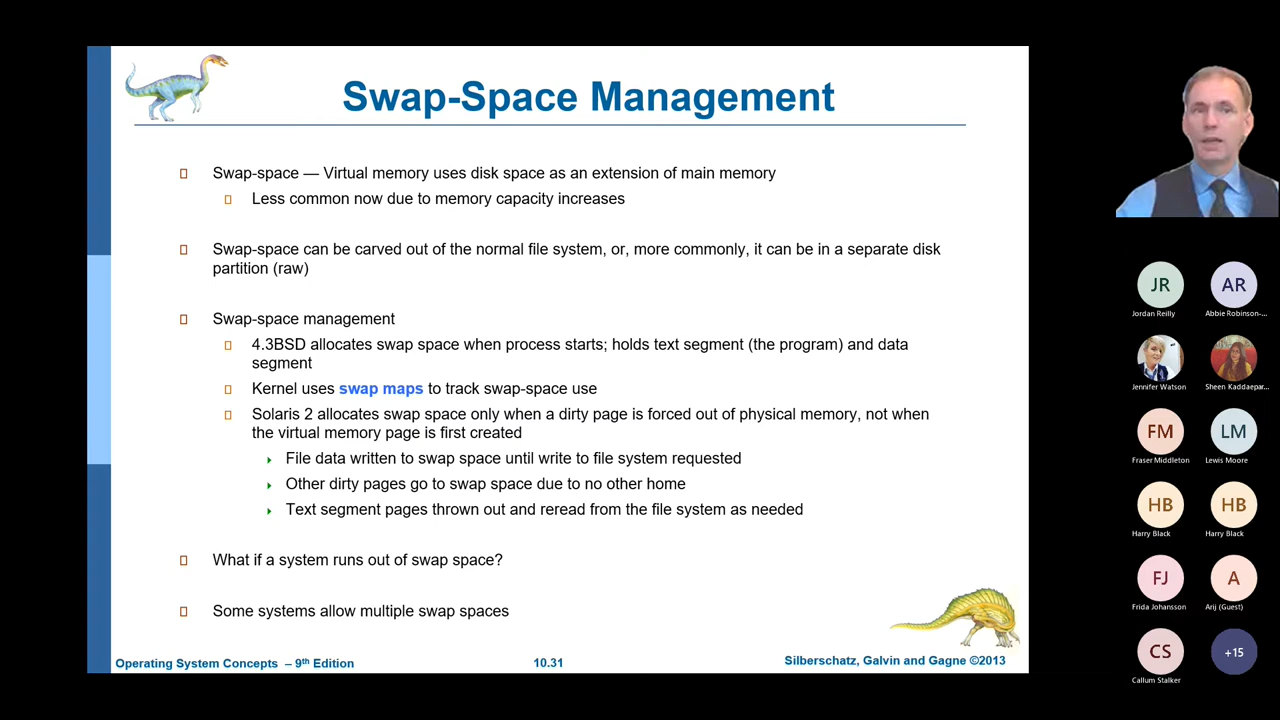 Swap-Space Management
Swap-space — Virtual memory uses disk space as an extension of main memory
Less common now due to memory capacity increases
Swap-space can be carved out of the normal file system, or, more commonly, it can be in a separate disk
partition (raw)
Swap-space management
4.3BSD allocates swap space when process starts; holds text segment (the program) and data
segment
Kernel uses swap maps to track swap-space use
Solaris 2 allocates swap space only when a dirty page is forced out of physical memory, not when
the virtual memory page is first created
File data written to swap space until write to file system requested
Other dirty pages go to swap space due to no other home
Text segment pages thrown out and reread from the file system as needed
What if a system runs out of swap space?
Some systems allow multiple swap spaces
Operating System Concepts – 9th Edition
10.31
Silberschatz, Galvin and Gagne ©2013
JR
AR
Jordan Reilly
Abbie Robinson-...
Jennifer Watson
Sheen Kaddaepar...
FM
LM
Fraser Middleton
Lewis Moore
HB
HB
Harry Black
Harry Black
FJ
A
Frida Johansson
Arij (Guest)
CS
+15
Callum Stalker